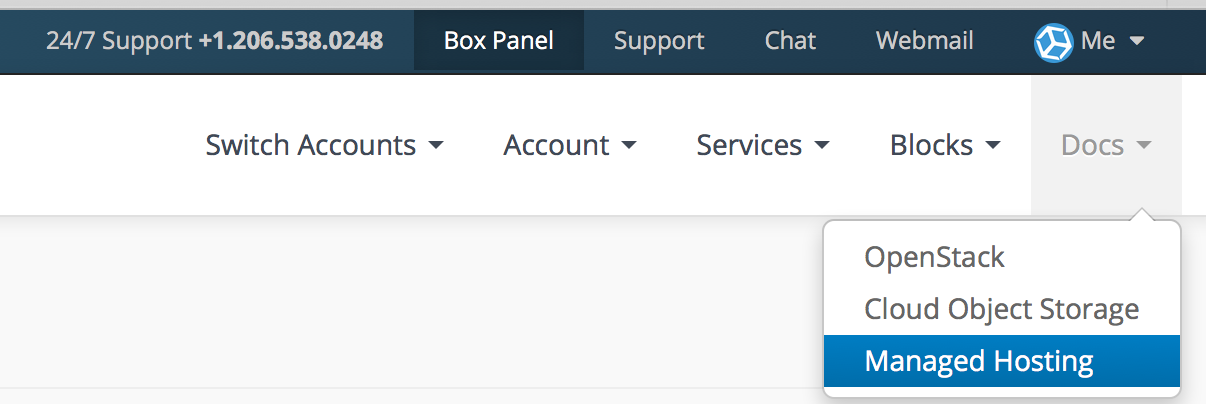 24/7 Support +1.206.538.0248 Box Panel Support Chat Webmail Me
Switch Accounts Account Services Blocks Docs
OpenStack
Cloud Object Storage
Managed Hosting